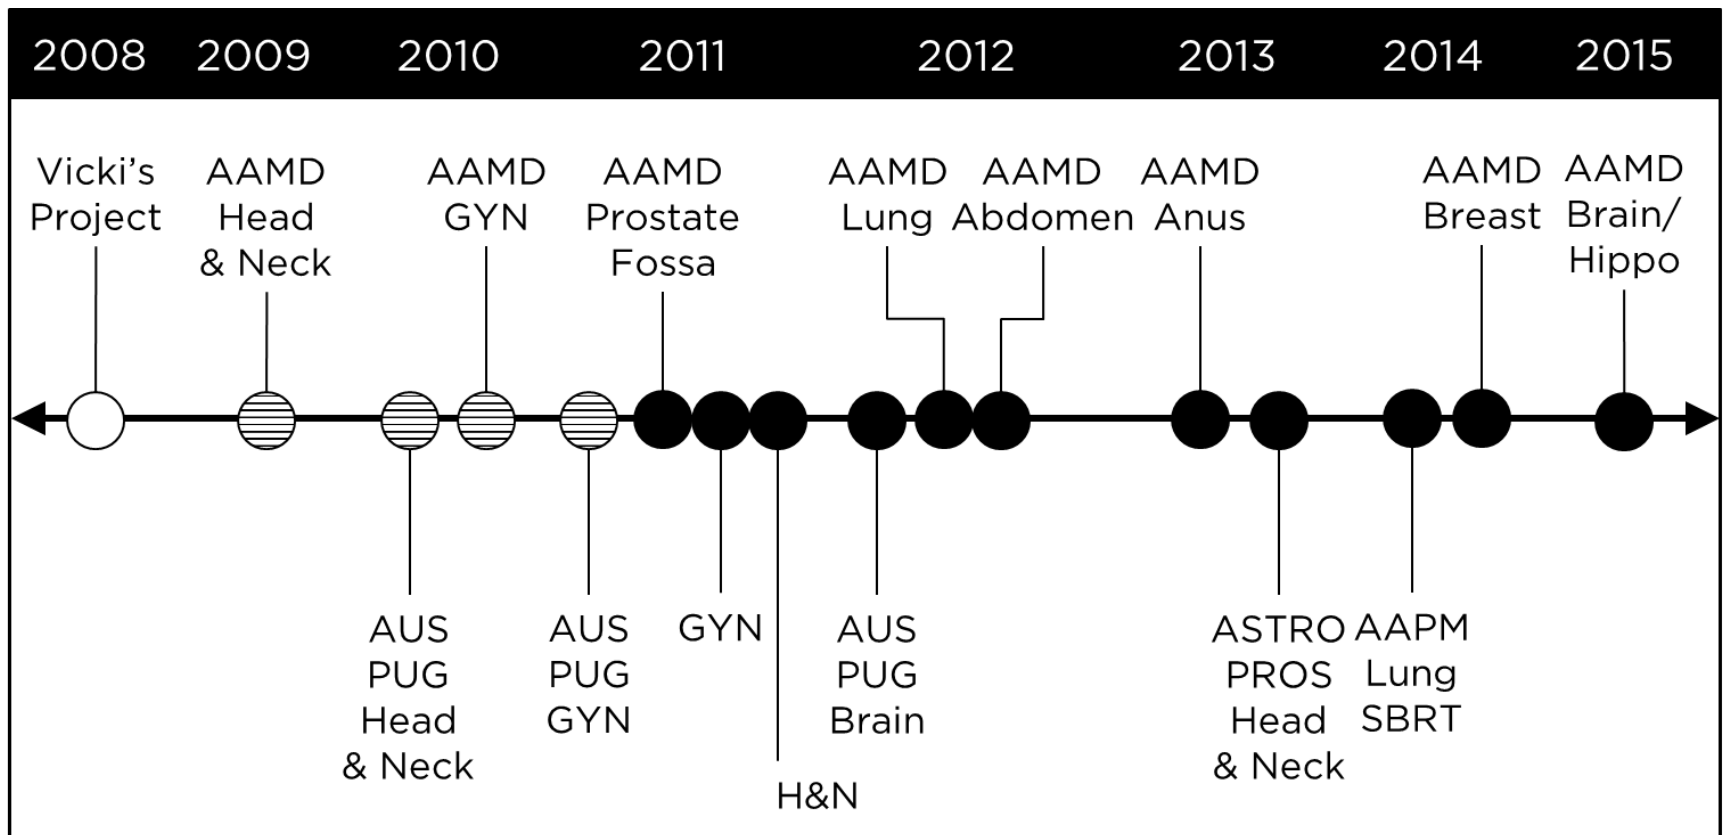 2008 2009 2010 2011 2012 2013 2014 2015
Vicki's
Project
AAMD
Head
& Neck
AAMD
GYN
AAMD
Prostate
Fossa
AAMD
Lung
AAMD
Abdomen
AAMD
Anus
AAMD
Breast
AAMD
Brain/
Hippo
AUS
PUG
Head
& Neck
AUS
PUG
GYN
GYN
H&N
AUS
PUG
Brain
ASTRO
PROS
Head
& Neck
AAPM
Lung
SBRT